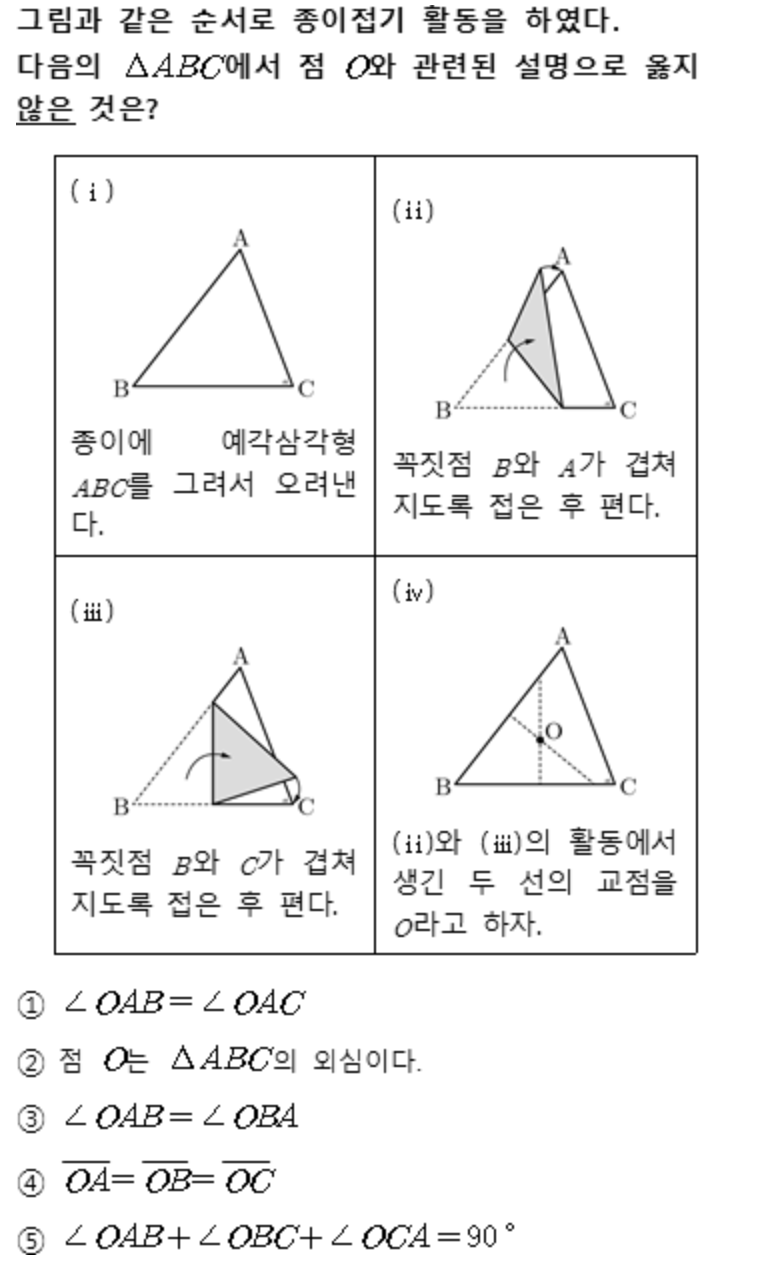 그림과 같은 순서로 종이접기 활동을 하였다.
다음의 △ABC에서 점 O와 관련된 설명으로 옳지
않은 것은?
(ⅰ)
A
B
C
종이에 예각삼각형
ABC를 그려서 오려낸
다.
(ⅱ)
A
B
C
꼭짓점 B와 A가 겹쳐
지도록 접은 후 편다.
(ⅲ)
A
B
C
꼭짓점 B와 C가 겹쳐
지도록 접은 후 편다.
(ⅳ)
A
O
B
C
(ⅱ)와 (ⅲ)의 활동에서
생긴 두 선의 교점을
O라고 하자.
① ∠OAB=∠OAC
② 점 O는 △ABC의 외심이다.
③ ∠OAB=∠OBA
④ O̅A̅=O̅B̅=O̅C̅
⑤ ∠OAB+∠OBC+∠OCA=90°